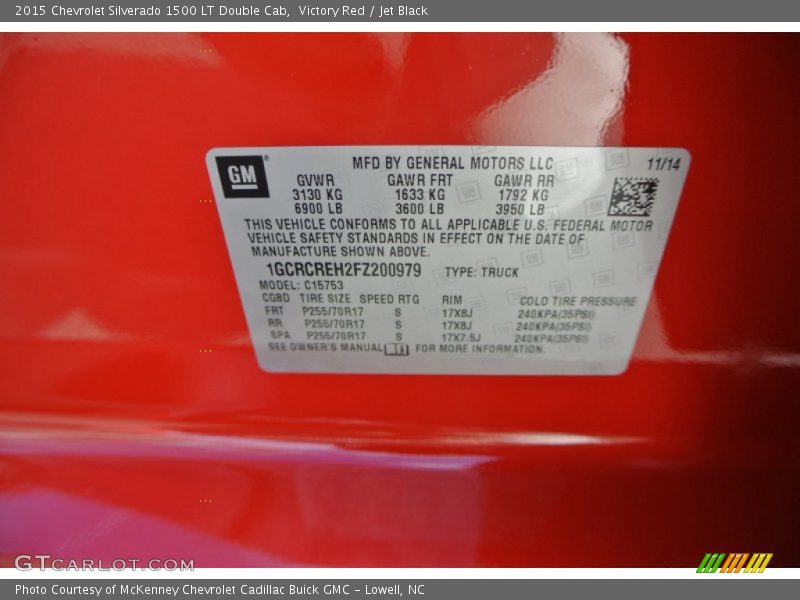 2015 Chevrolet Silverado 1500 LT Double Cab,  Victory Red / Jet Black
GM
MFD BY GENERAL MOTORS LLC 11/14
GVWR GAWR FRT GAWR RR
3130 KG 1633 KG 1792 KG
6900 LB 3600 LB 3950 LB
THIS VEHICLE CONFORMS TO ALL APPLICABLE U.S. FEDERAL MOTOR
VEHICLE SAFETY STANDARDS IN EFFECT ON THE DATE OF
MANUFACTURE SHOWN ABOVE.
1GCRCREH2FZ200979 TYPE: TRUCK
MODEL: C15753
CGBD TIRE SIZE SPEED RTG RIM COLD TIRE PRESSURE
FRT P255/70R17 S 17X8J 240KPA(35PSI)
RR P255/70R17 S 17X8J 240KPA(35PSI)
SPA P255/70R17 S 17X7.5J 240KPA(35PSI)
SEE OWNER'S MANUAL FOR MORE INFORMATION.
GTCARLOT.COM
Photo Courtesy of McKenney Chevrolet Cadillac Buick GMC - Lowell, NC